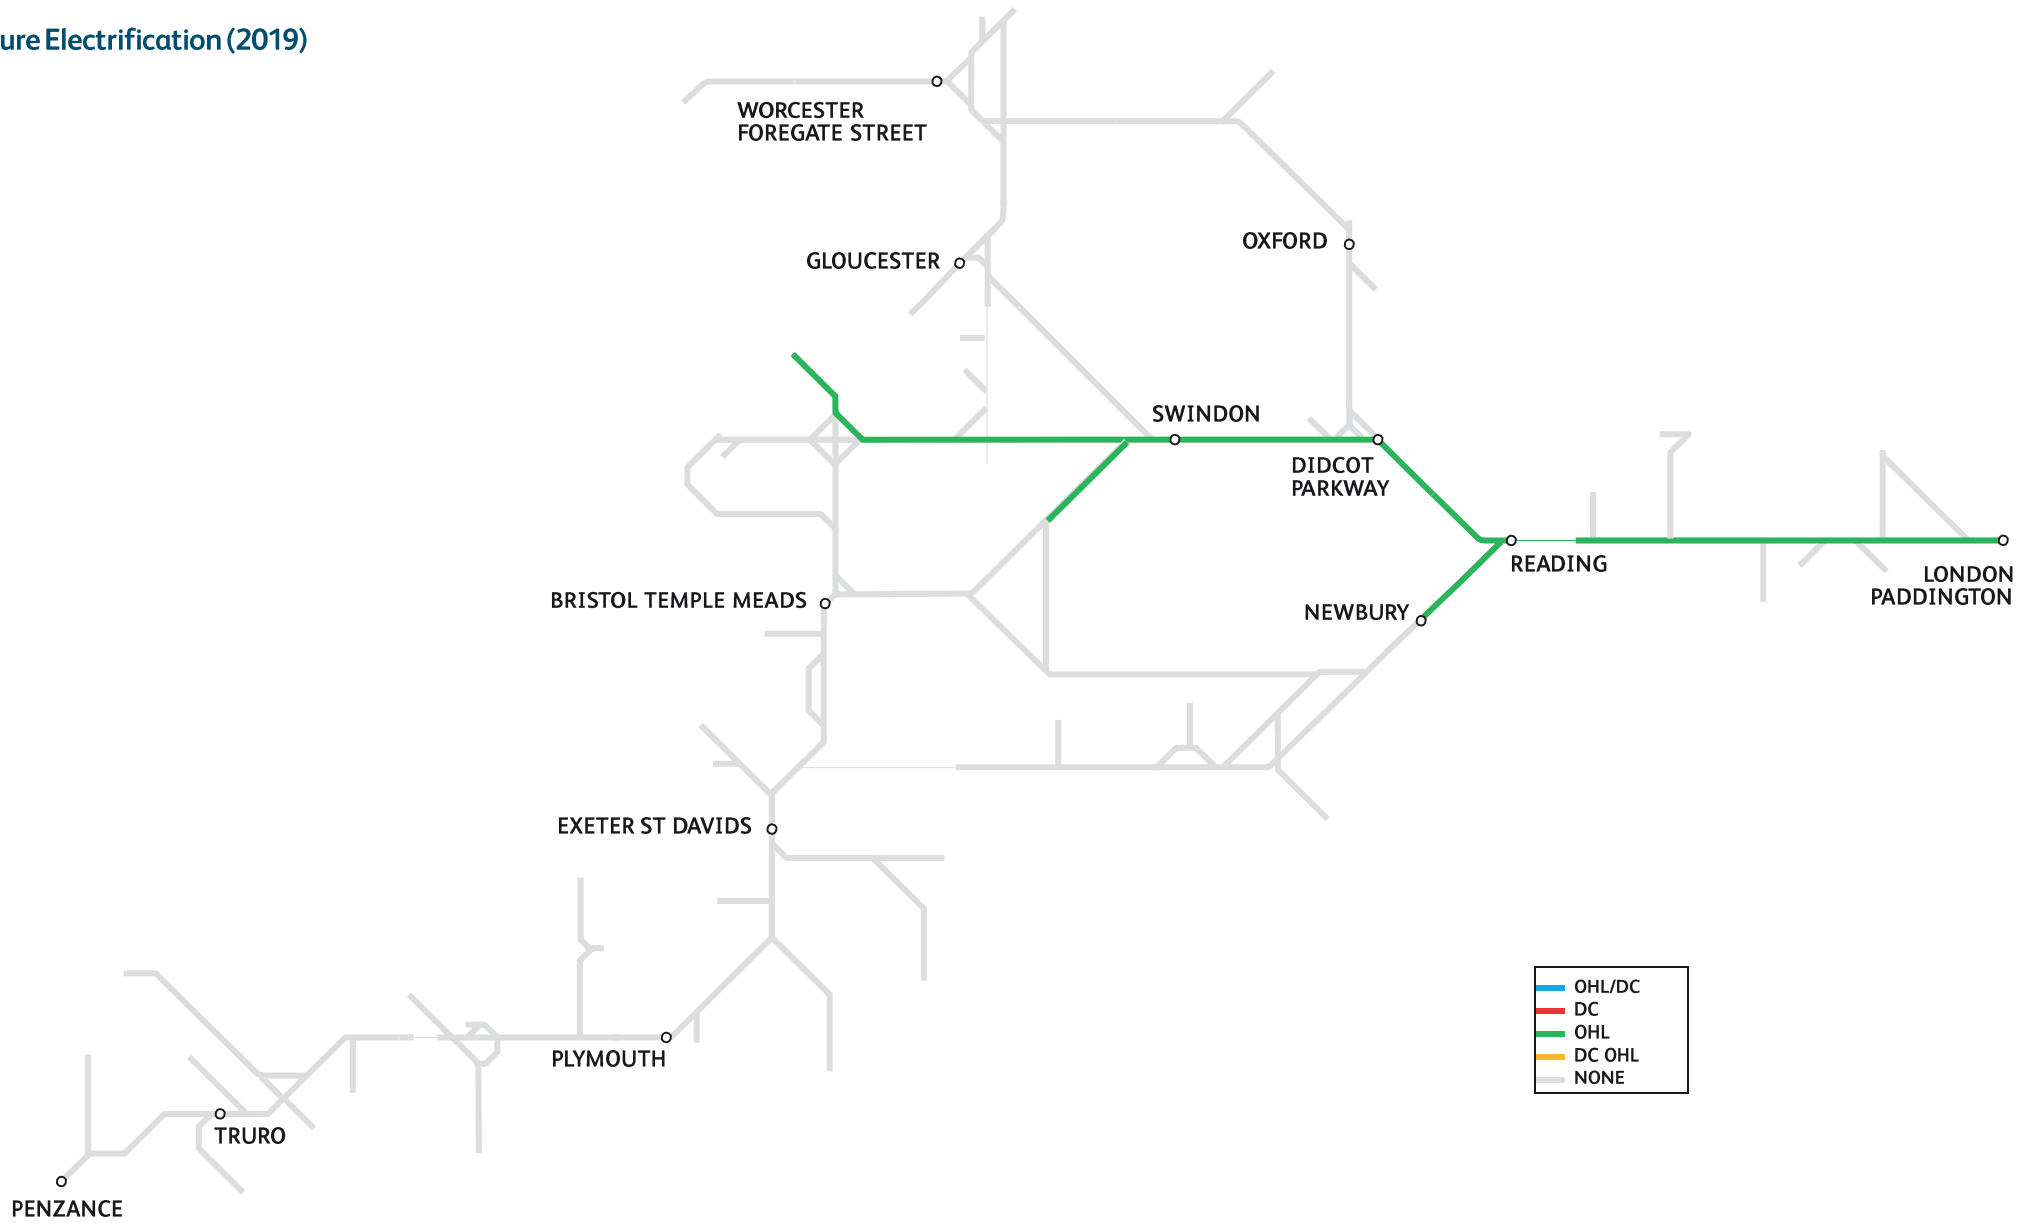 ure Electrification (2019)
WORCESTER
FOREGATE STREET
OXFORD
GLOUCESTER
SWINDON
DIDCOT
PARKWAY
READING
LONDON
PADDINGTON
BRISTOL TEMPLE MEADS
NEWBURY
EXETER ST DAVIDS
PLYMOUTH
TRURO
PENZANCE
OHL/DC
DC
OHL
DC OHL
NONE